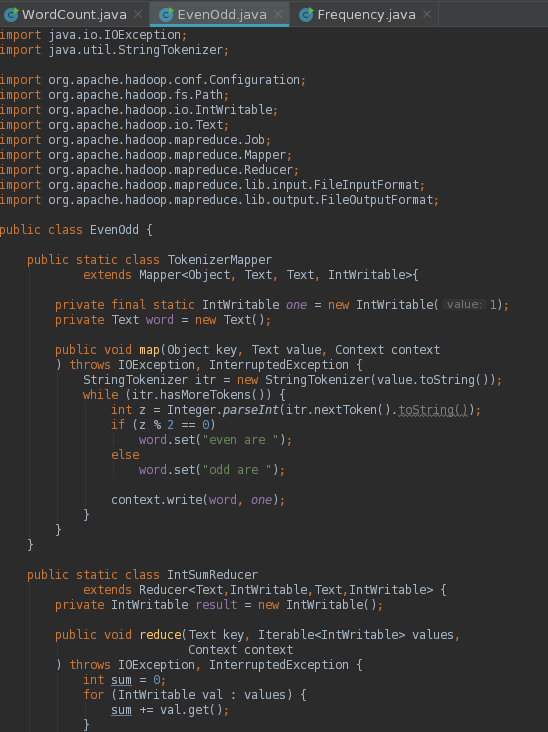 WordCount.java × EvenOdd.java × Frequency.java ×
import java.io.IOException;
import java.util.StringTokenizer;

import org.apache.hadoop.conf.Configuration;
import org.apache.hadoop.fs.Path;
import org.apache.hadoop.io.IntWritable;
import org.apache.hadoop.io.Text;
import org.apache.hadoop.mapreduce.Job;
import org.apache.hadoop.mapreduce.Mapper;
import org.apache.hadoop.mapreduce.Reducer;
import org.apache.hadoop.mapreduce.lib.input.FileInputFormat;
import org.apache.hadoop.mapreduce.lib.output.FileOutputFormat;

public class EvenOdd {

    public static class TokenizerMapper
            extends Mapper<Object, Text, Text, IntWritable>{

        private final static IntWritable one = new IntWritable( value: 1);
        private Text word = new Text();

        public void map(Object key, Text value, Context context
        ) throws IOException, InterruptedException {
            StringTokenizer itr = new StringTokenizer(value.toString());
            while (itr.hasMoreTokens()) {
                int z = Integer.parseInt(itr.nextToken().toString());
                if (z % 2 == 0)
                    word.set("even are ");
                else
                    word.set("odd are ");

                context.write(word, one);
            }
        }
    }

    public static class IntSumReducer
            extends Reducer<Text,IntWritable,Text,IntWritable> {
        private IntWritable result = new IntWritable();

        public void reduce(Text key, Iterable<IntWritable> values,
                           Context context
        ) throws IOException, InterruptedException {
            int sum = 0;
            for (IntWritable val : values) {
                sum += val.get();
            }